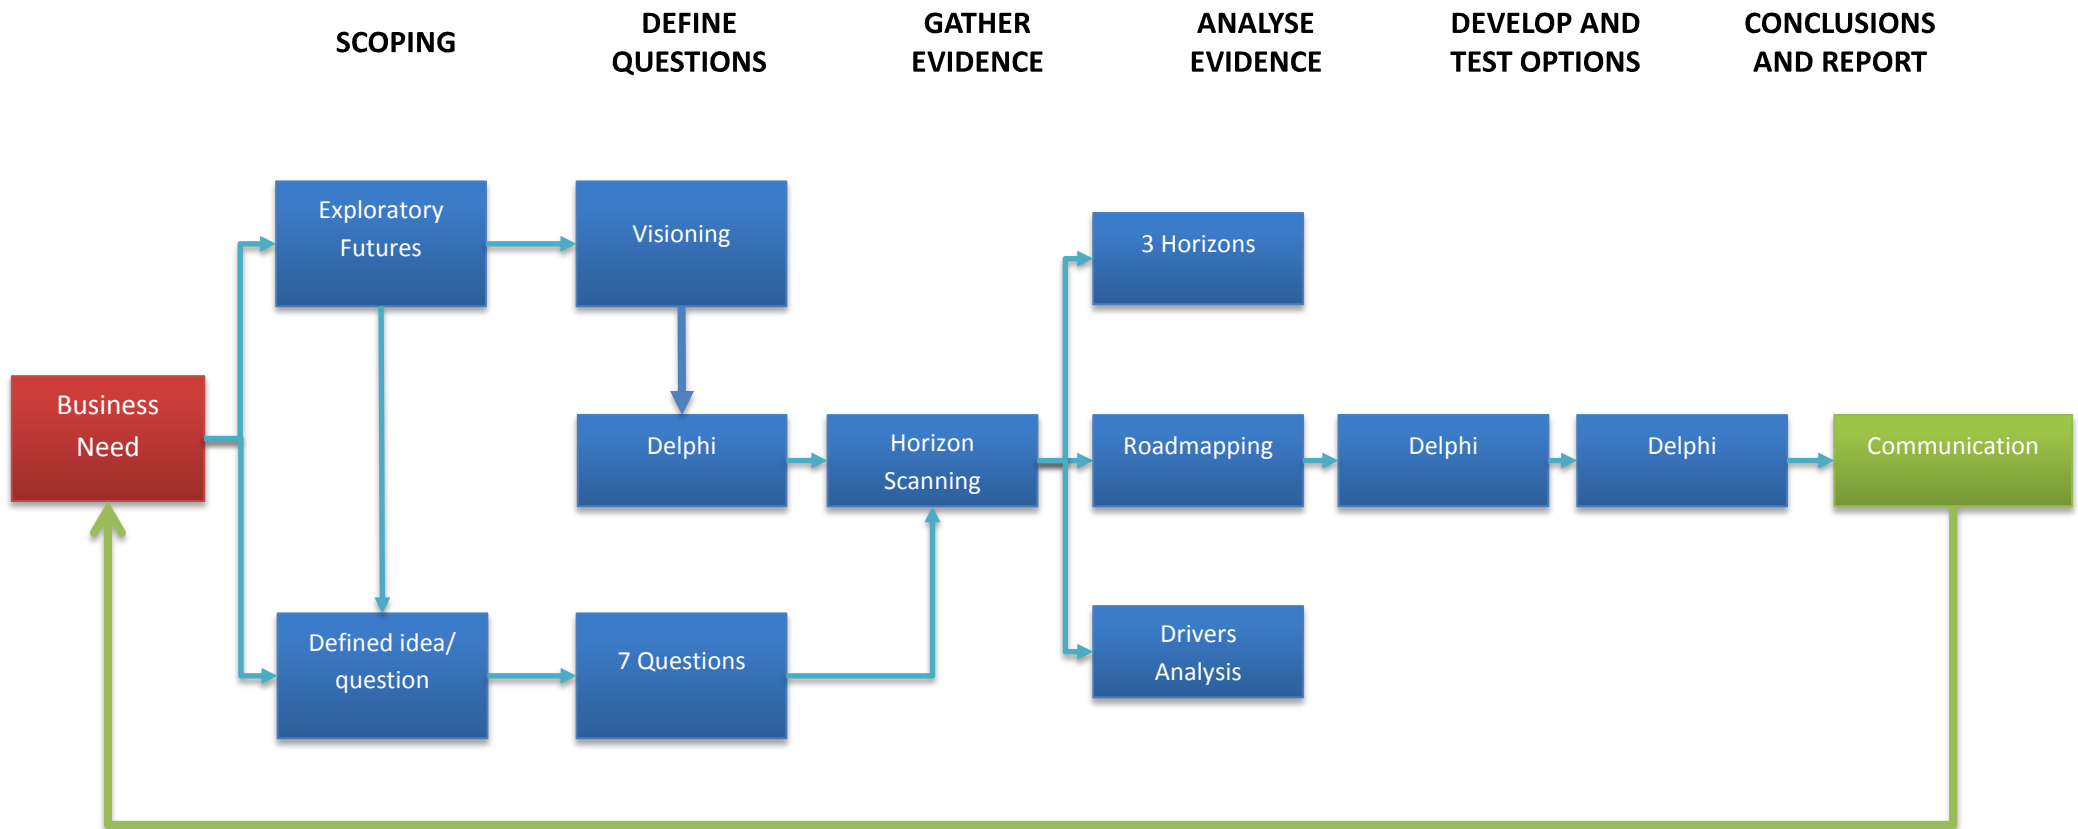 SCOPING
DEFINE
QUESTIONS
GATHER
EVIDENCE
ANALYSE
EVIDENCE
DEVELOP AND
TEST OPTIONS
CONCLUSIONS
AND REPORT
Exploratory
Futures
Visioning
3 Horizons
Business
Need
Delphi
Horizon
Scanning
Roadmapping
Delphi
Delphi
Communication
Defined idea/
question
7 Questions
Drivers
Analysis